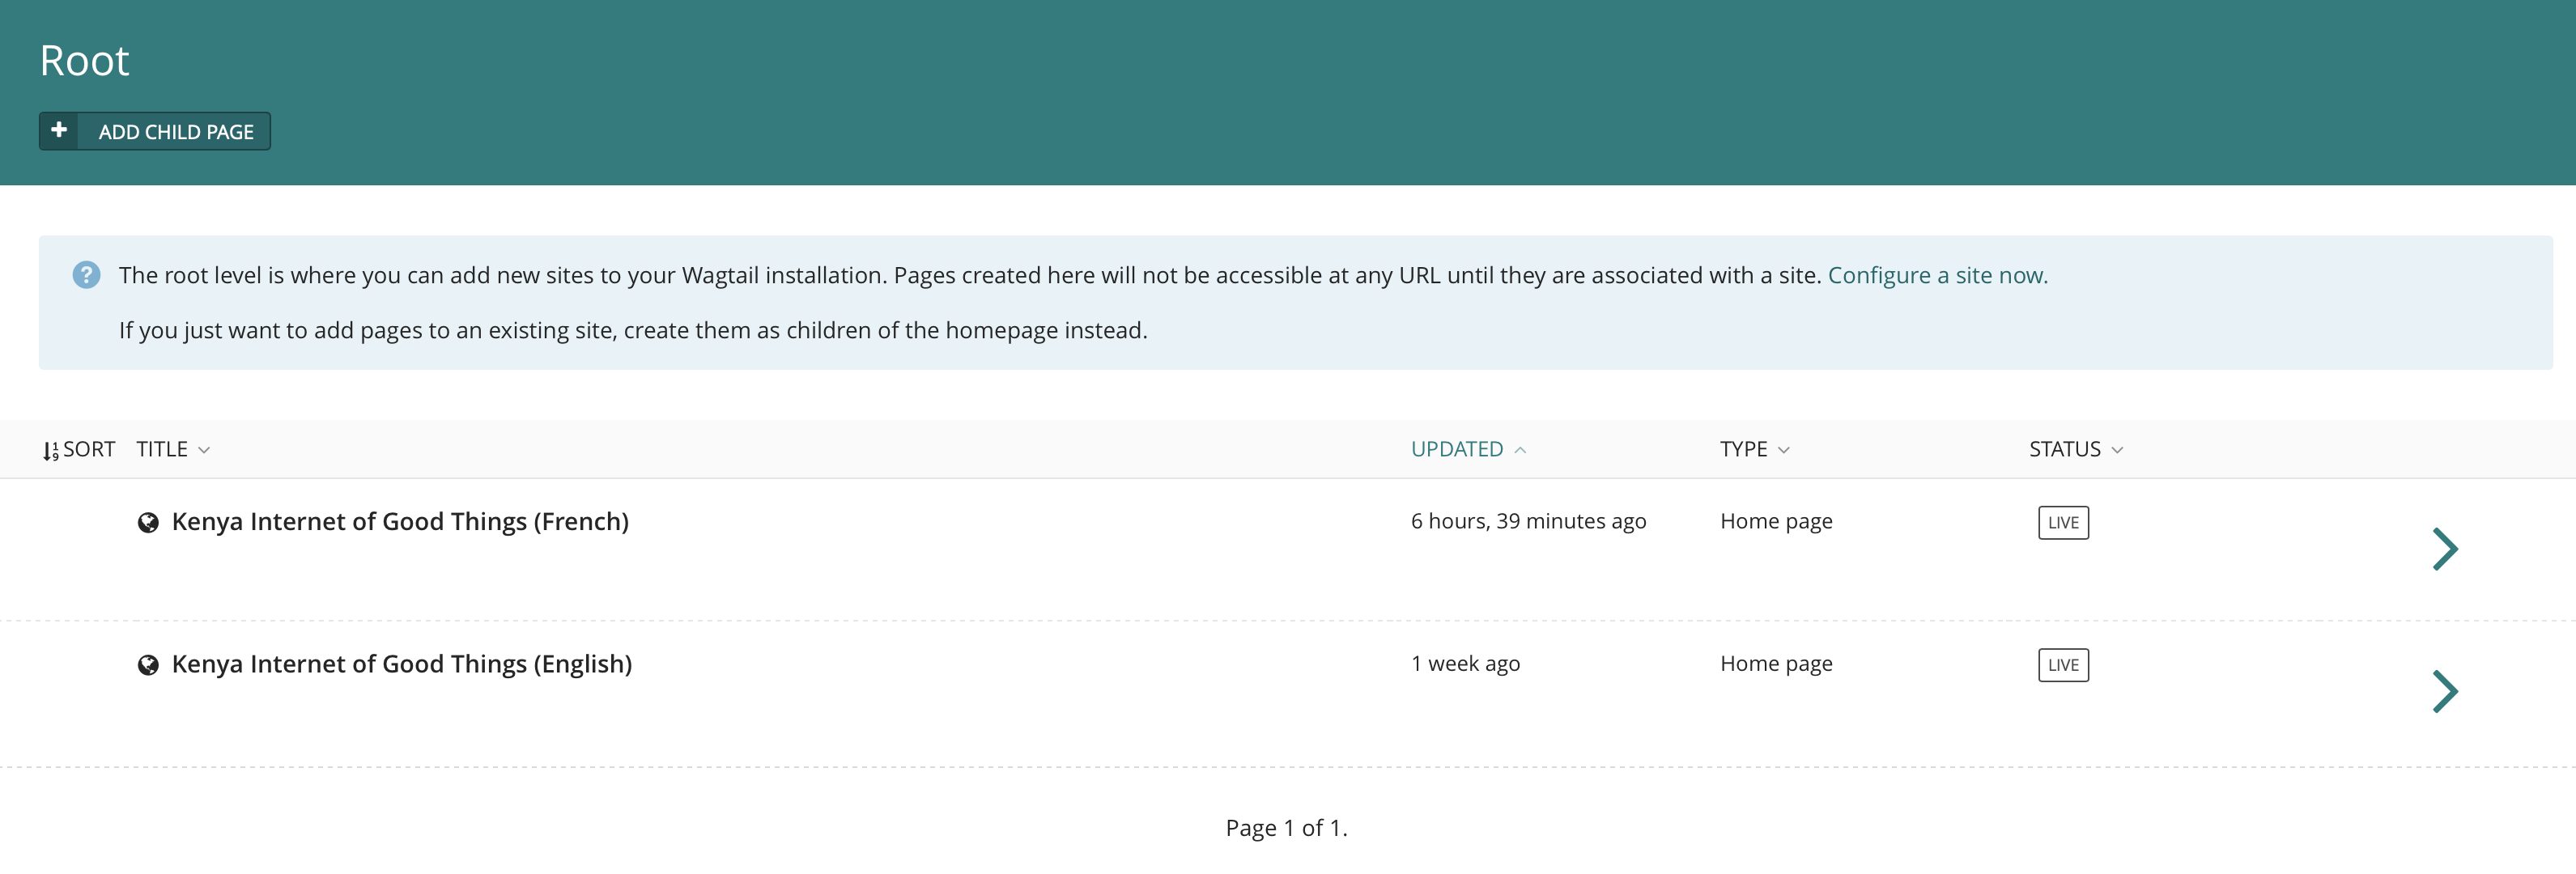 Root
ADD CHILD PAGE
The root level is where you can add new sites to your Wagtail installation. Pages created here will not be accessible at any URL until they are associated with a site. Configure a site now.
If you just want to add pages to an existing site, create them as children of the homepage instead.
SORT TITLE UPDATED TYPE STATUS
Kenya Internet of Good Things (French) 6 hours, 39 minutes ago Home page LIVE
Kenya Internet of Good Things (English) 1 week ago Home page LIVE
Page 1 of 1.